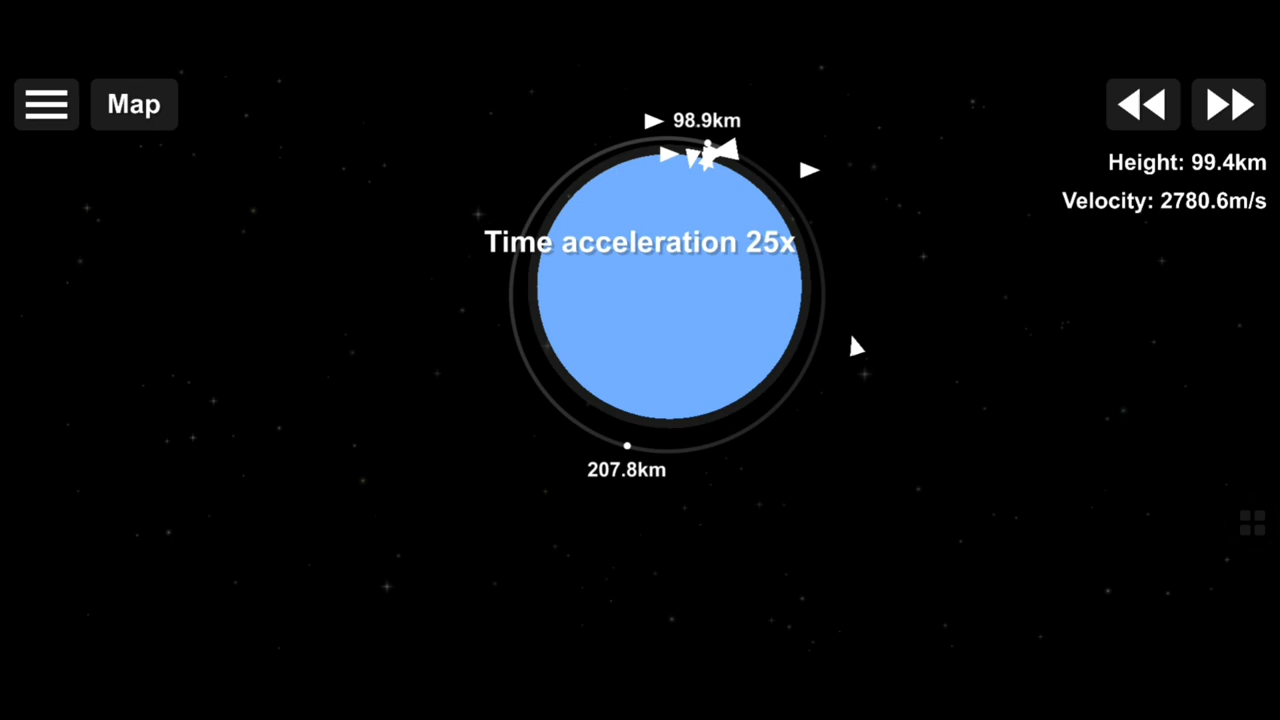 Map
98.9km
Height: 99.4km
Velocity: 2780.6m/s
Time acceleration 25x
207.8km